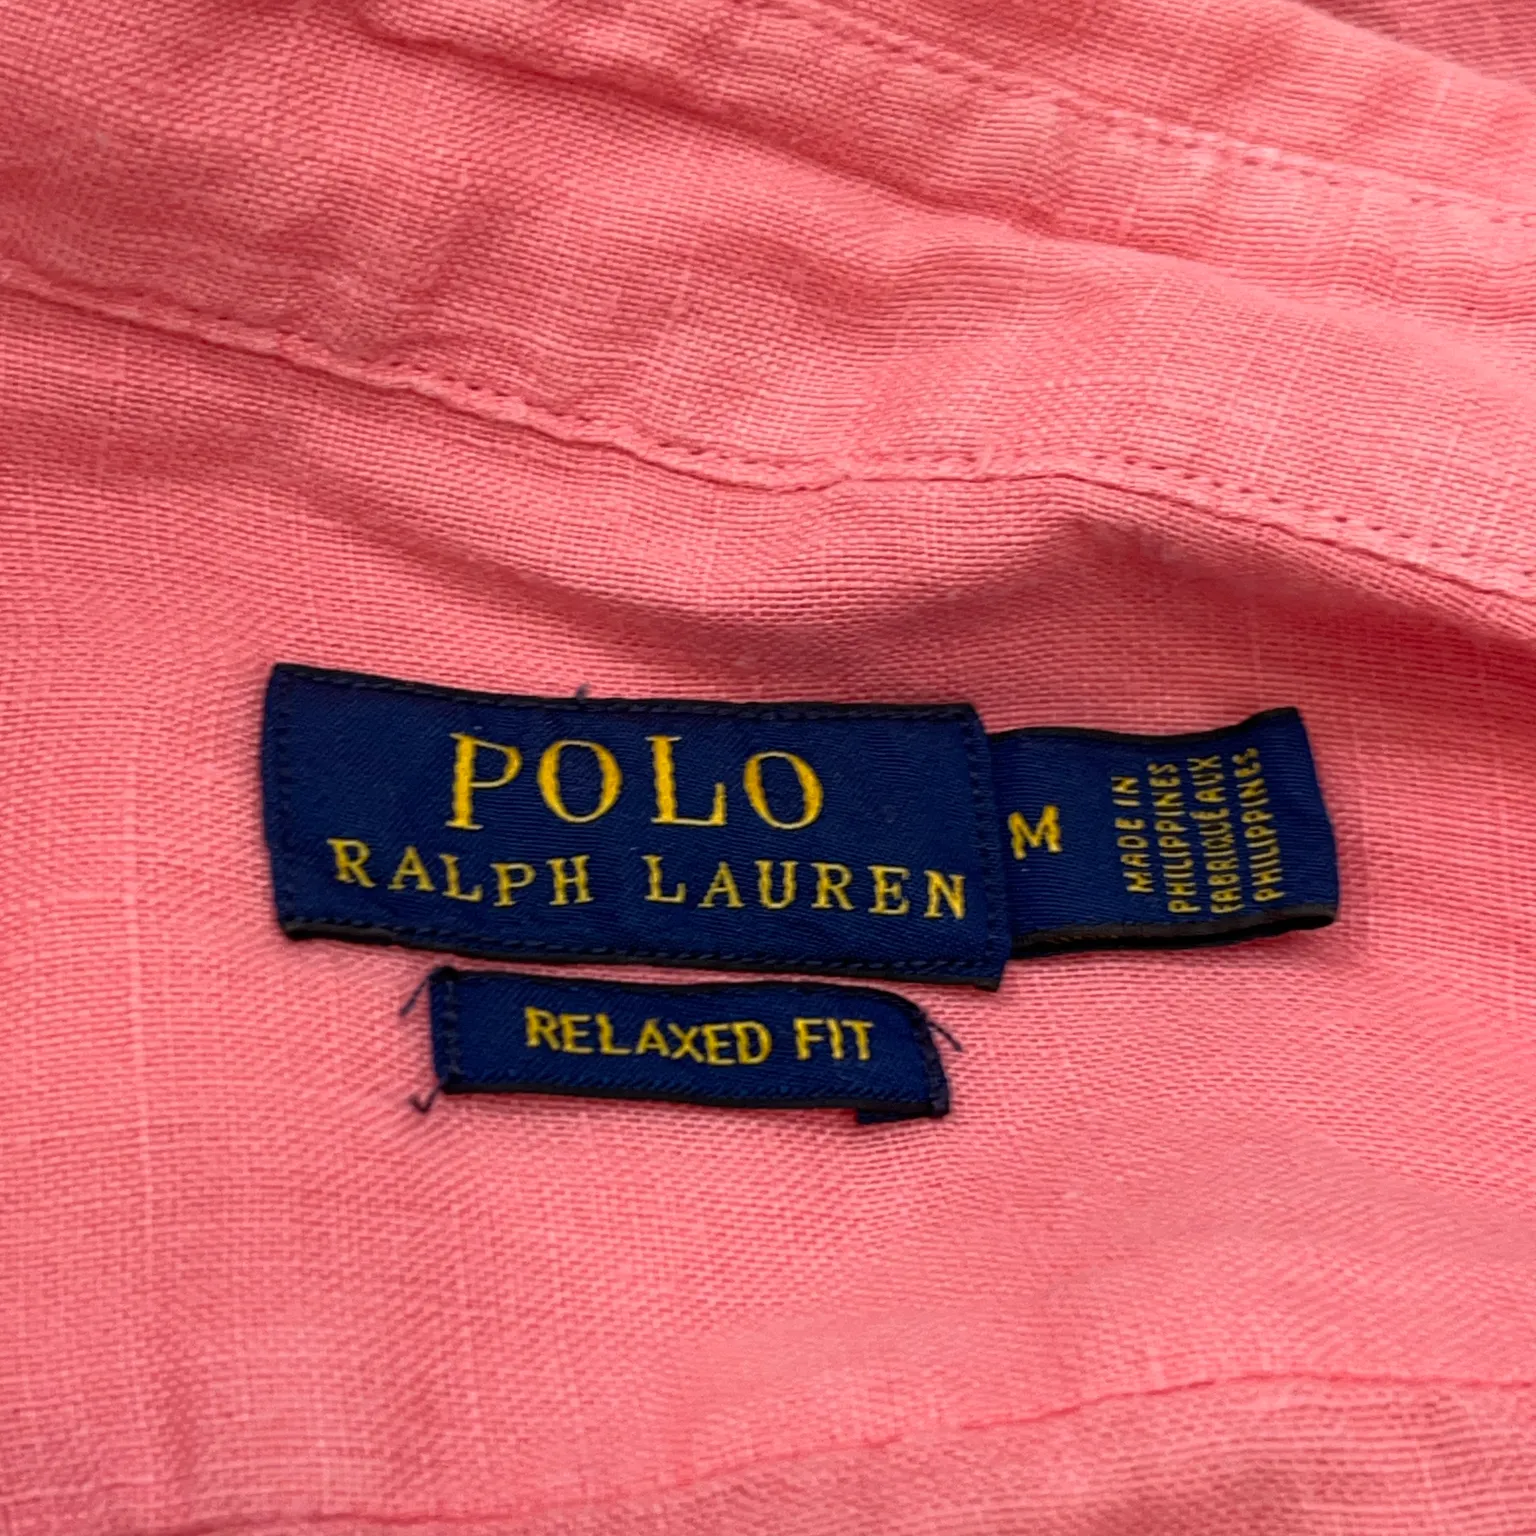 POLO
RALPH LAUREN
M
MADE IN
PHILIPPINES
FABRIQUÉ AUX
PHILIPPINES
RELAXED FIT